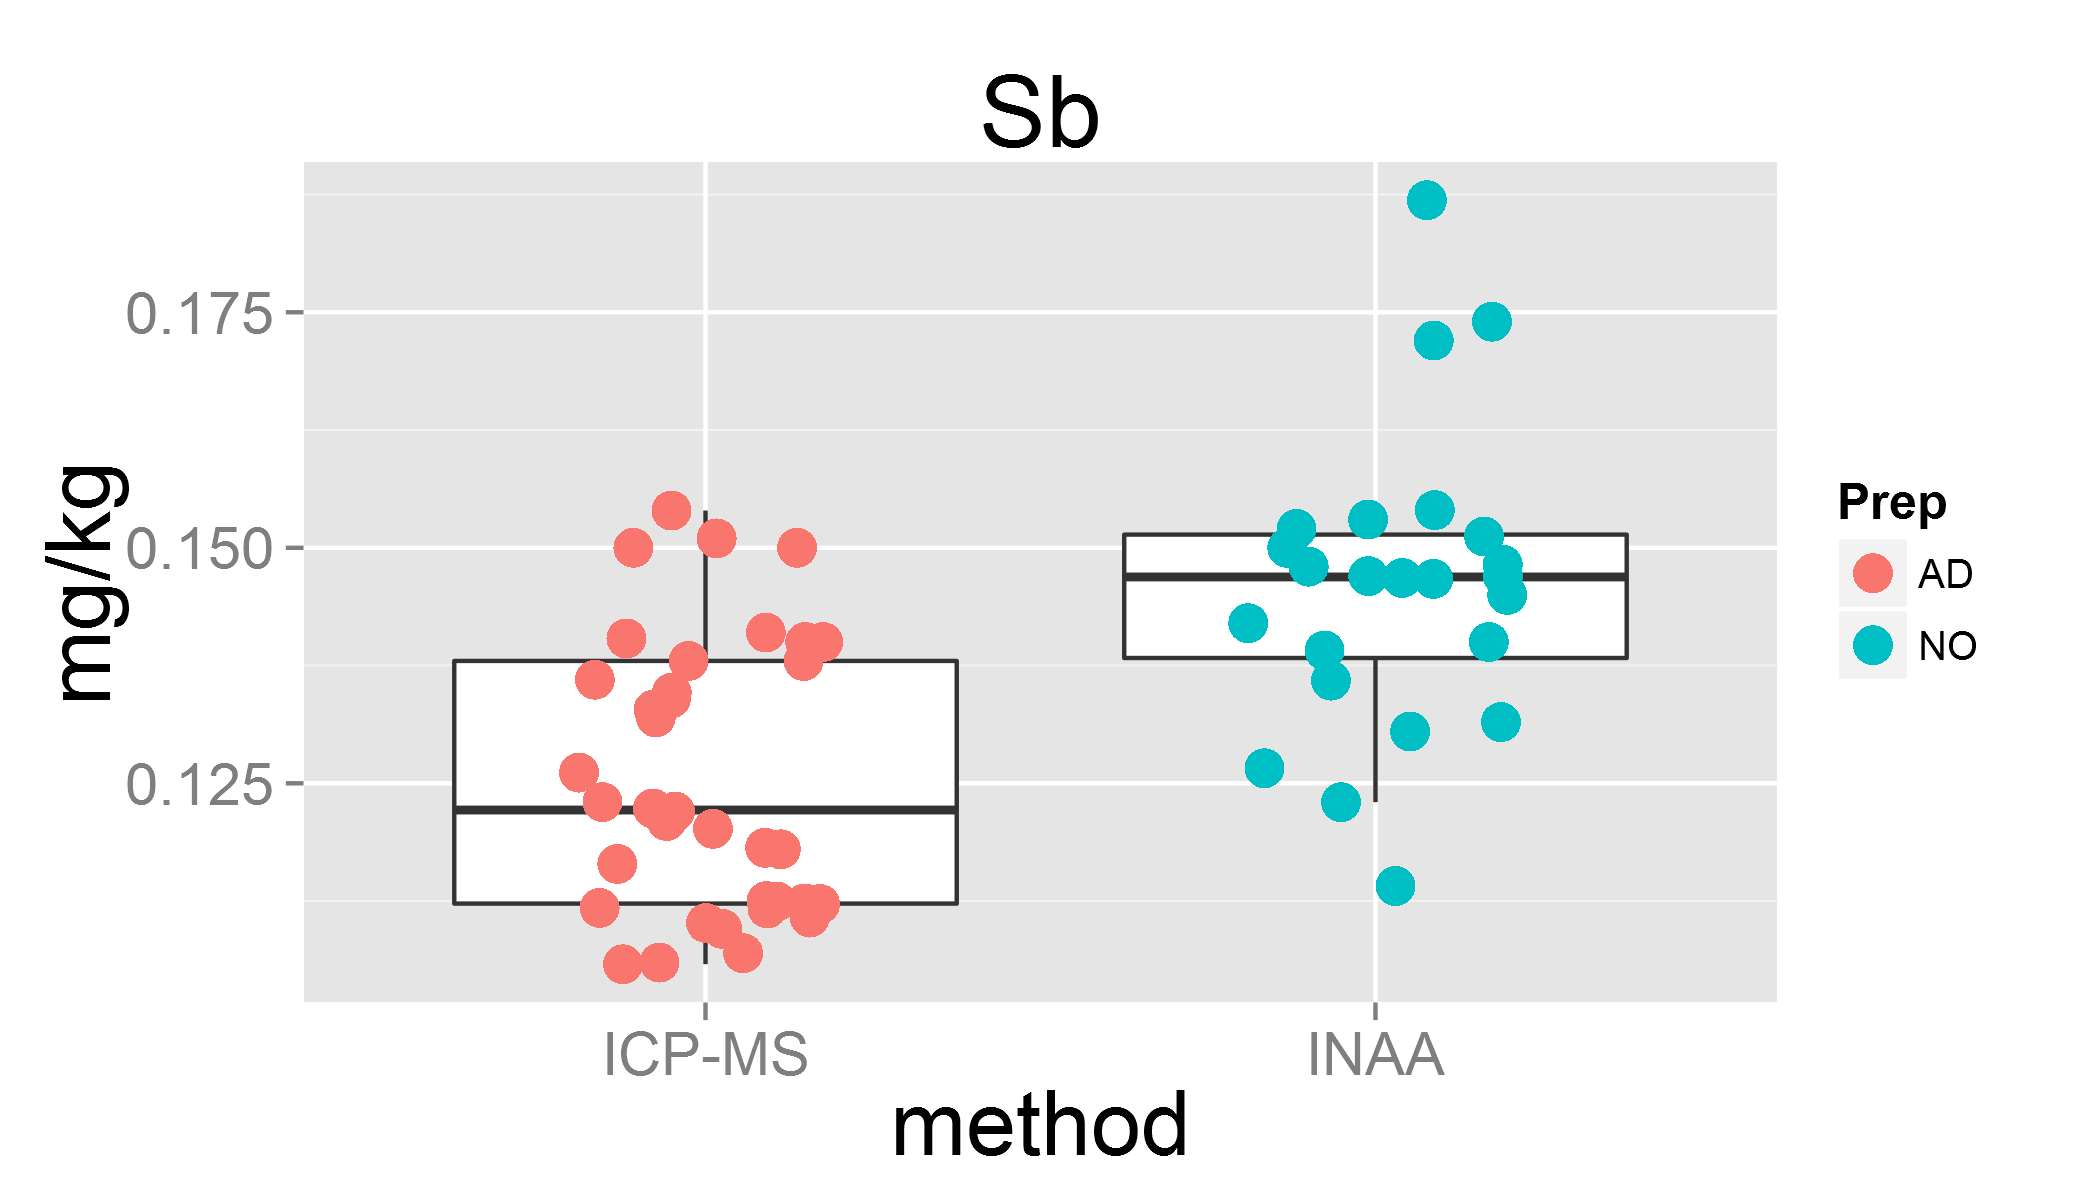 Sb
mg/kg
0.175
0.150
0.125
ICP-MS
INAA
method
Prep
AD
NO